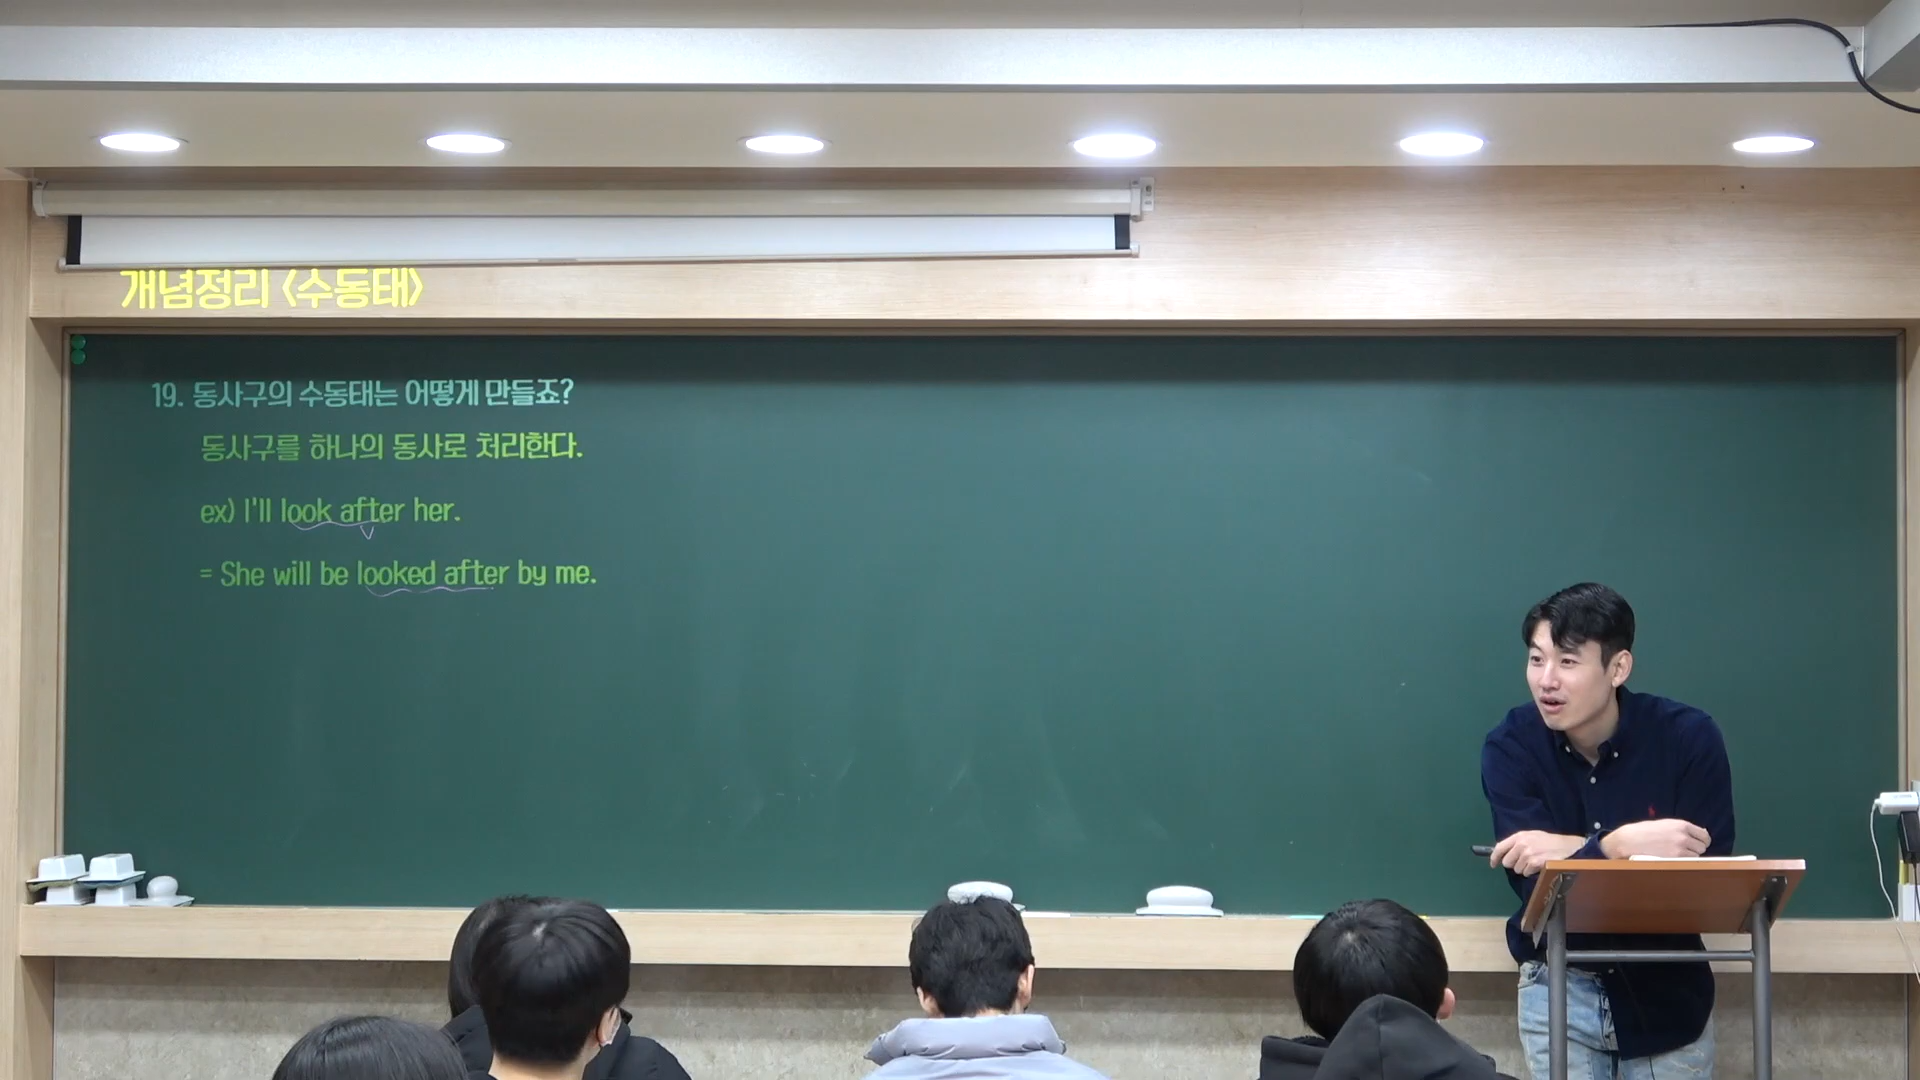 개념정리 <수동태>
19. 동사구의 수동태는 어떻게 만들죠?
동사구를 하나의 동사로 처리한다.
ex) I'll look after her.
V
= She will be looked after by me.